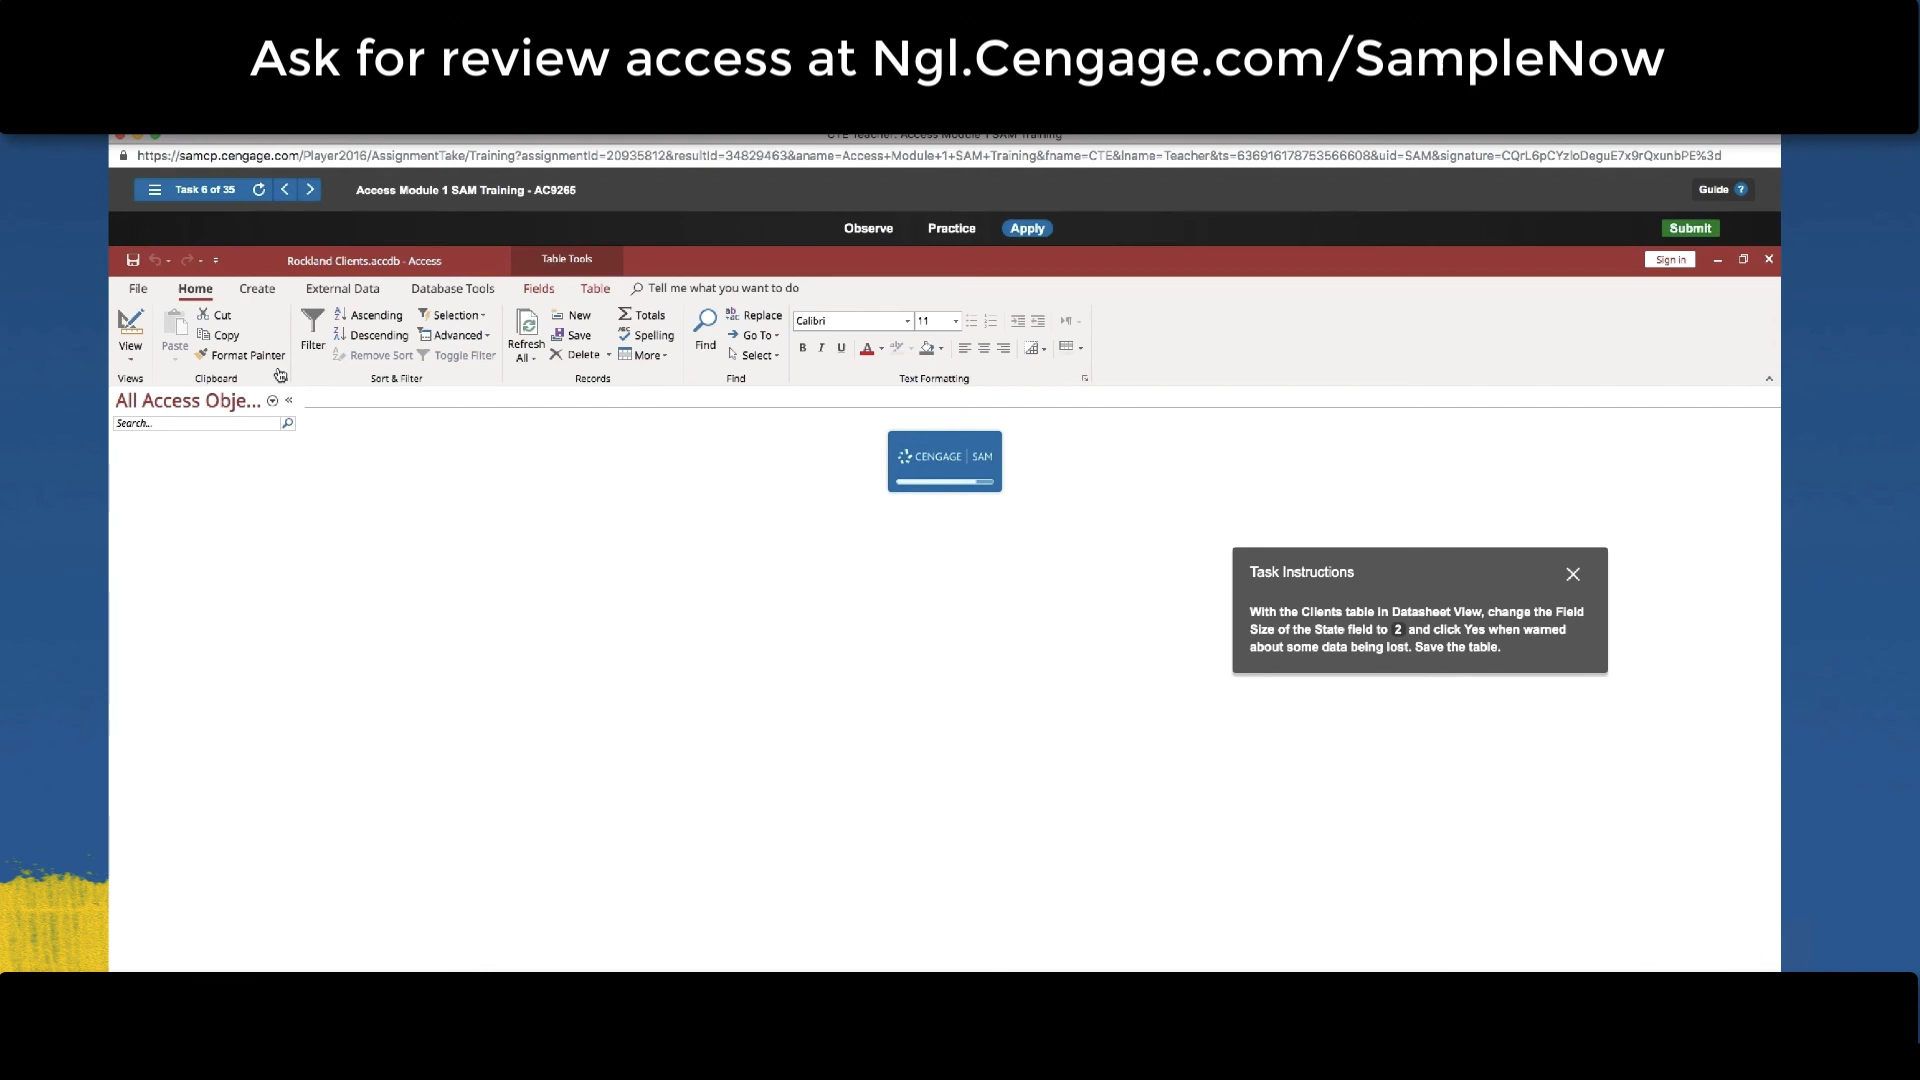 Ask for review access at Ngl.Cengage.com/SampleNow
CTE Teacher: Access Module 1 SAM Training
https://samcp.cengage.com/Player2016/AssignmentTake/Training?assignmentId=20935812&resultId=34829463&aname=Access+Module+1+SAM+Training&fname=CTE&lname=Teacher&ts=636916178753566608&uid=SAM&signature=CQrL6pCYzloDeguE7x9rQxunbPE%3d
Task 6 of 35
Access Module 1 SAM Training - AC9265
Guide ?
Observe Practice Apply
Submit
Rockland Clients.accdb - Access
Table Tools
Sign in
File Home Create External Data Database Tools Fields Table Tell me what you want to do
Cut Ascending Selection New Totals Replace Calibri 11
Copy Descending Advanced Save Spelling Go To
View Paste Filter Refresh All Find
Format Painter Remove Sort Toggle Filter Delete More Select
B I U A
Views Clipboard Sort & Filter Records Find Text Formatting
All Access Obje...
Search...
CENGAGE SAM
Task Instructions
With the Clients table in Datasheet View, change the Field
Size of the State field to 2 and click Yes when warned
about some data being lost. Save the table.